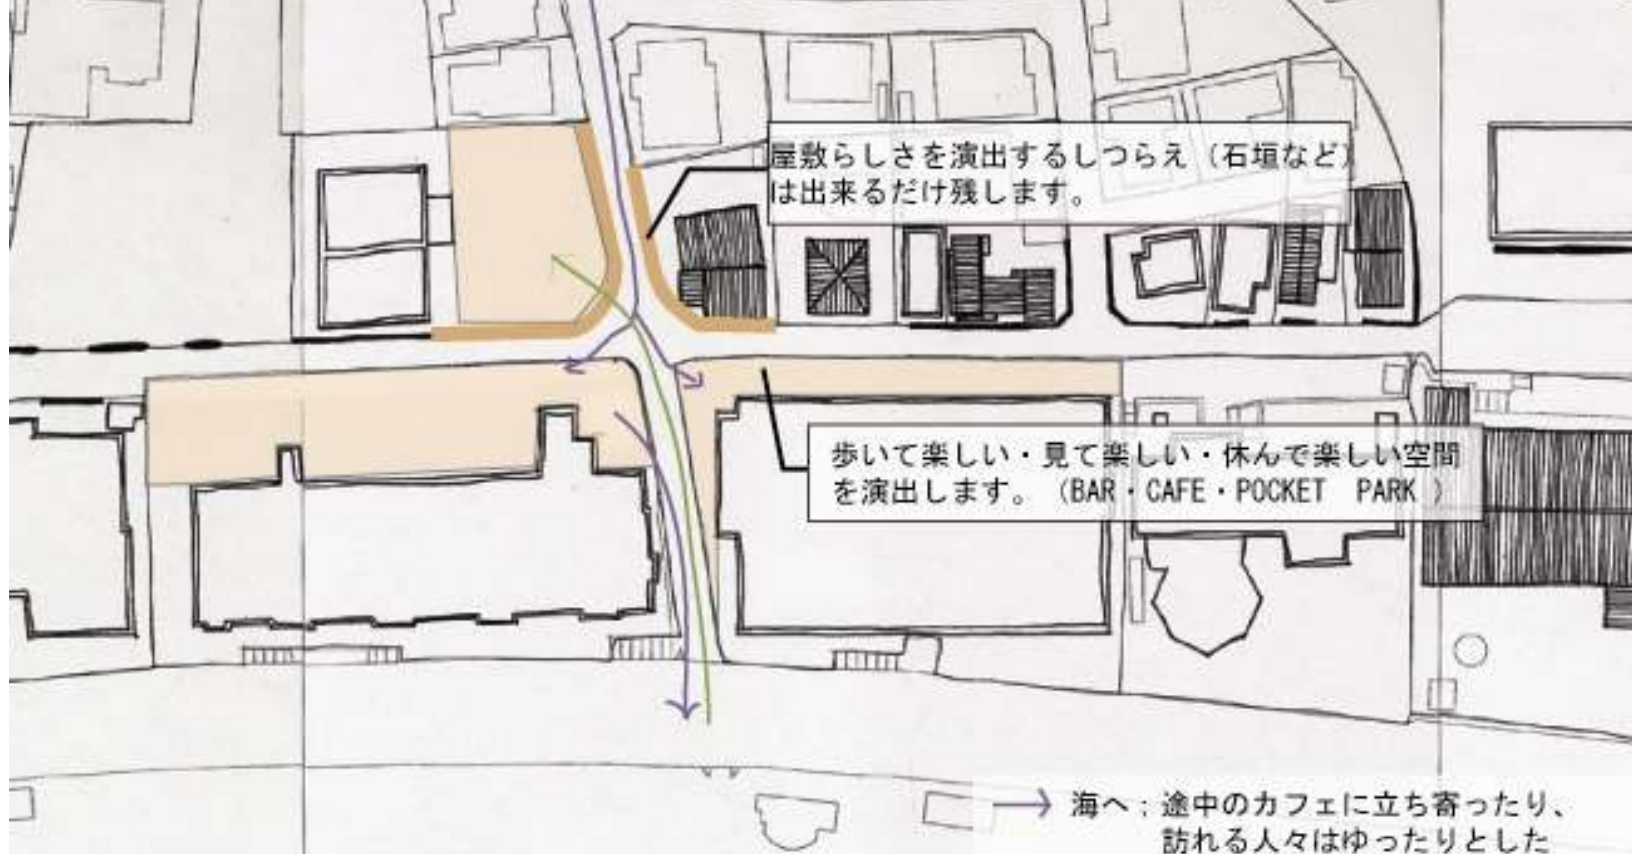 屋敷らしさを演出するしつらえ（石垣など）
は出来るだけ残します。
歩いて楽しい・見て楽しい・休んで楽しい空間
を演出します。（BAR・CAFE・POCKET　PARK ）
海へ；途中のカフェに立ち寄ったり、
訪れる人々はゆったりとした